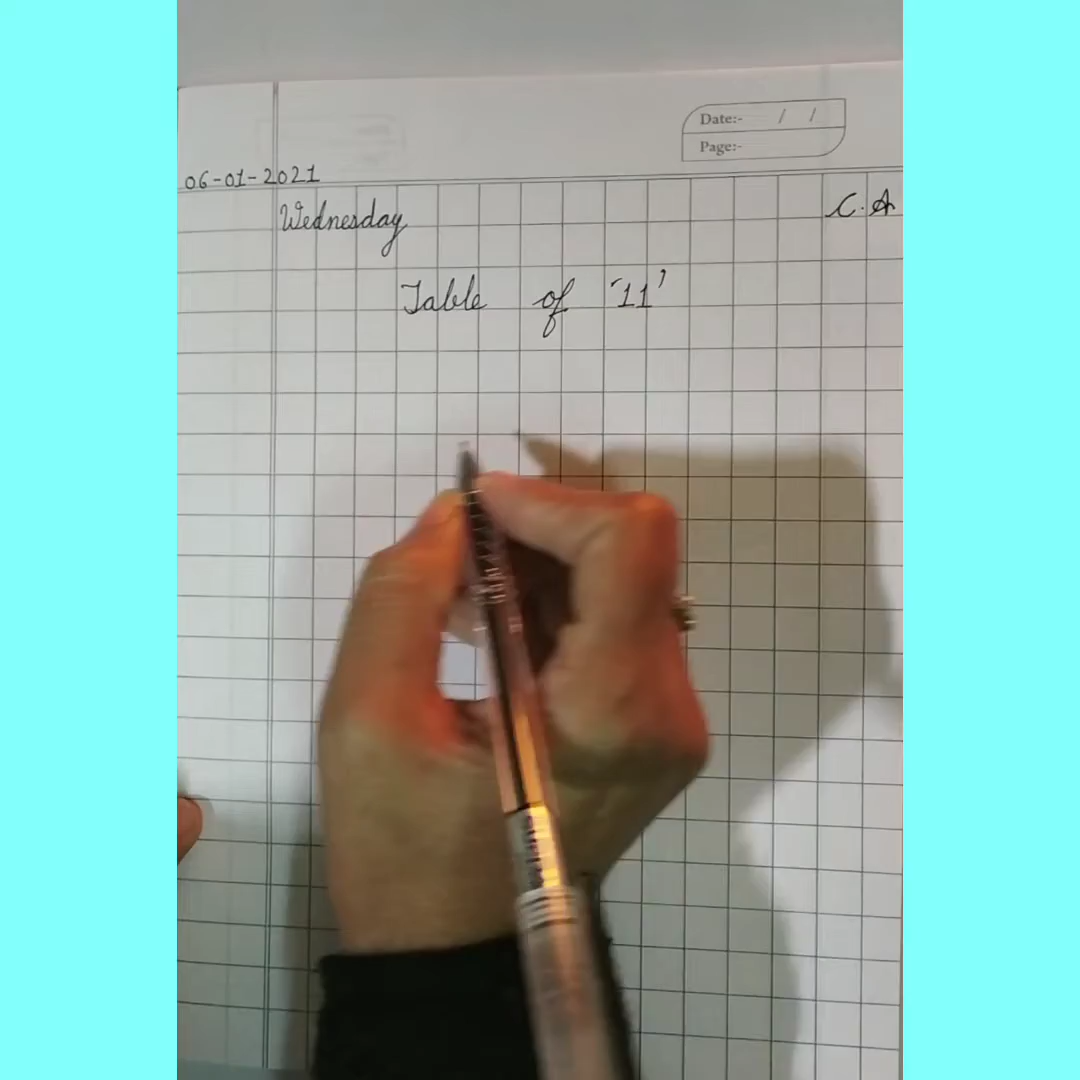 Date:- / /
Page:-
06-01-2021
Wednesday C.A
Table of '11'